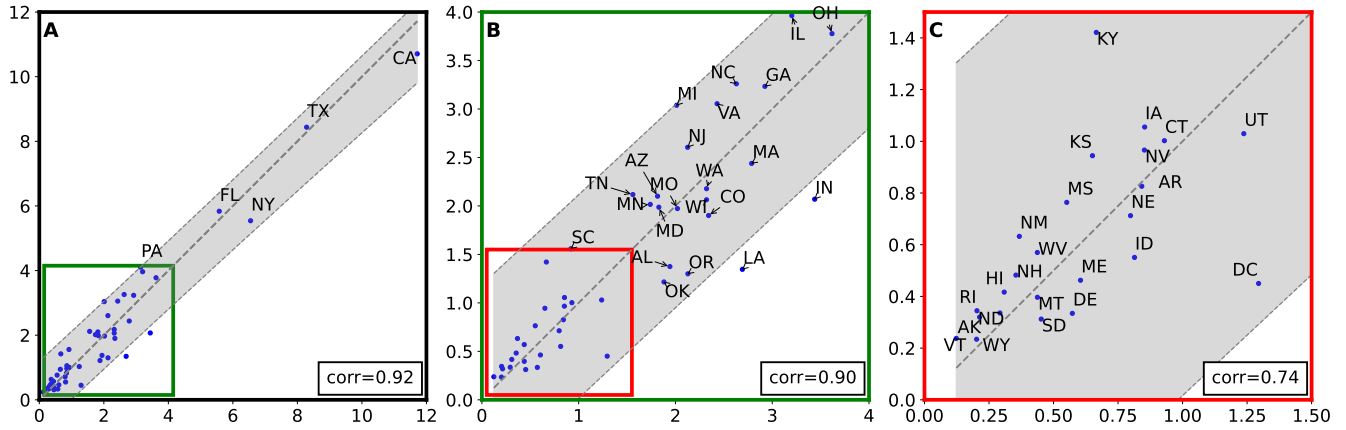 A
12
10
8
6
4
2
0
0 2 4 6 8 10 12
CA
TX
FL
NY
PA
corr=0.92
B
4.0
3.5
3.0
2.5
2.0
1.5
1.0
0.5
0.0
0 1 2 3 4
OH
IL
NC
GA
MI
VA
NJ
MA
AZ
WA
TN
MO
IN
MN
WI
CO
MD
SC
AL
OR
LA
OK
corr=0.90
C
1.4
1.2
1.0
0.8
0.6
0.4
0.2
0.0
0.00 0.25 0.50 0.75 1.00 1.25 1.50
KY
IA
UT
CT
KS
NV
MS
AR
NE
NM
WV
ID
HI
NH
ME
DC
RI
MT
DE
ND
AK
SD
VT
WY
corr=0.74